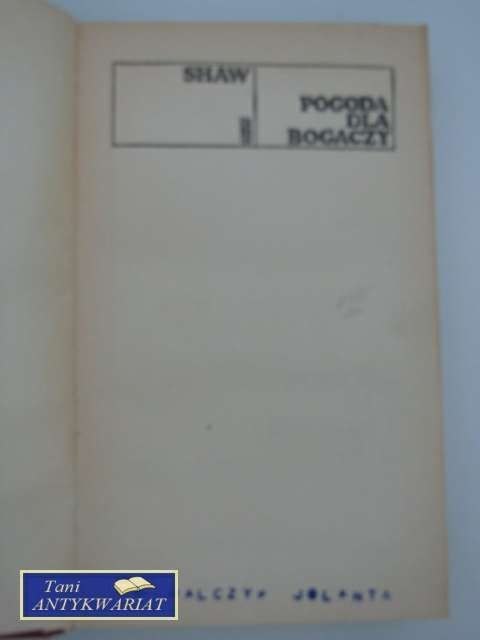 SHAW
POGODA
DLA
BOGACZY
Tani
ANTYKWARIAT
JOLANTA